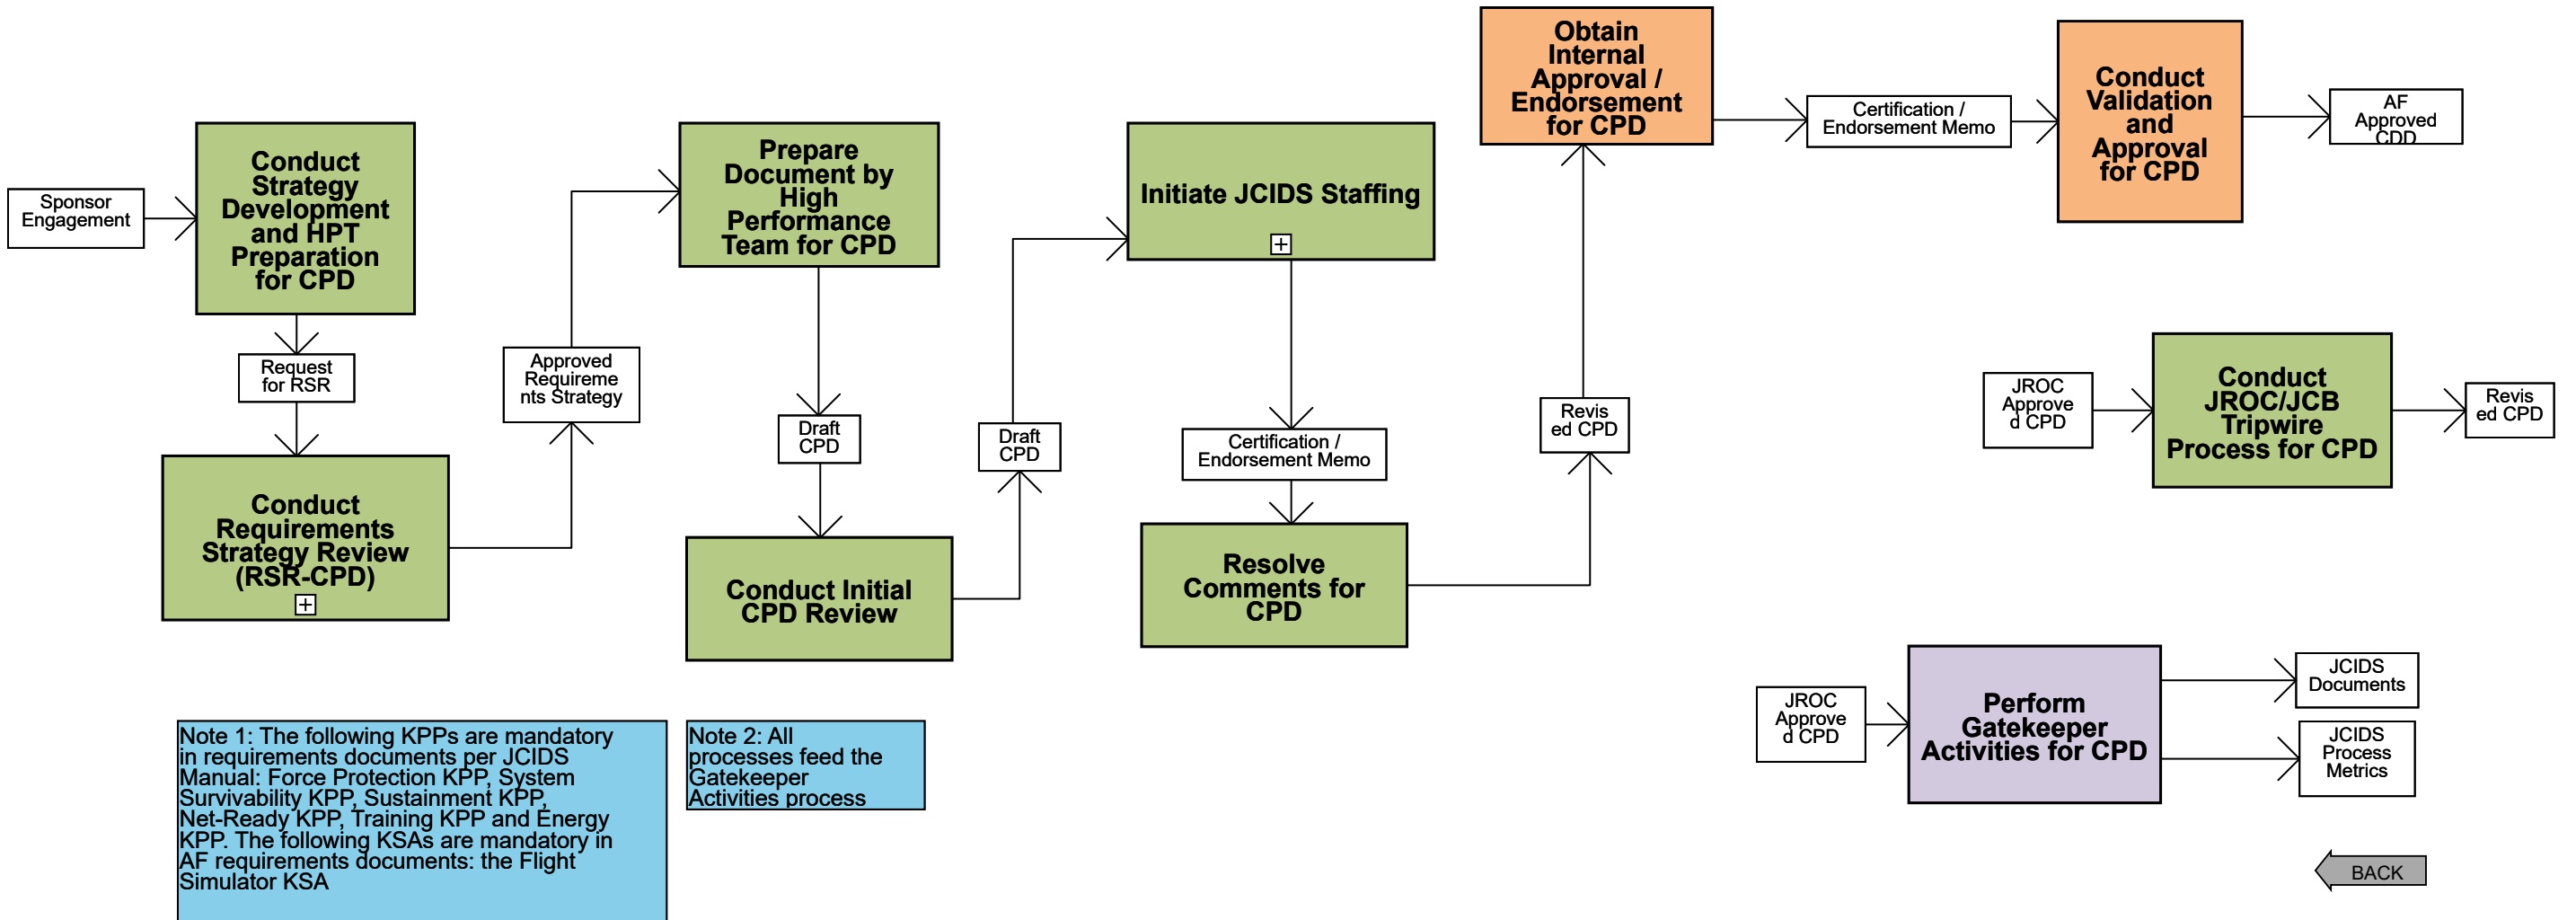 Sponsor
Engagement
Conduct
Strategy
Development
and HPT
Preparation
for CPD
Request
for RSR
Conduct
Requirements
Strategy Review
(RSR-CPD)
Approved
Requireme
nts Strategy
Prepare
Document by
High
Performance
Team for CPD
Draft
CPD
Conduct Initial
CPD Review
Draft
CPD
Initiate JCIDS Staffing
Certification /
Endorsement Memo
Resolve
Comments for
CPD
Revis
ed CPD
Obtain
Internal
Approval /
Endorsement
for CPD
Certification /
Endorsement Memo
Conduct
Validation
and
Approval
for CPD
AF
Approved
CDD
JROC
Approve
d CPD
Conduct
JROC/JCB
Tripwire
Process for CPD
Revis
ed CPD
JROC
Approve
d CPD
Perform
Gatekeeper
Activities for CPD
JCIDS
Documents
JCIDS
Process
Metrics
Note 1: The following KPPs are mandatory
in requirements documents per JCIDS
Manual: Force Protection KPP, System
Survivability KPP, Sustainment KPP,
Net-Ready KPP, Training KPP and Energy
KPP. The following KSAs are mandatory in
AF requirements documents: the Flight
Simulator KSA
Note 2: All
processes feed the
Gatekeeper
Activities process
BACK